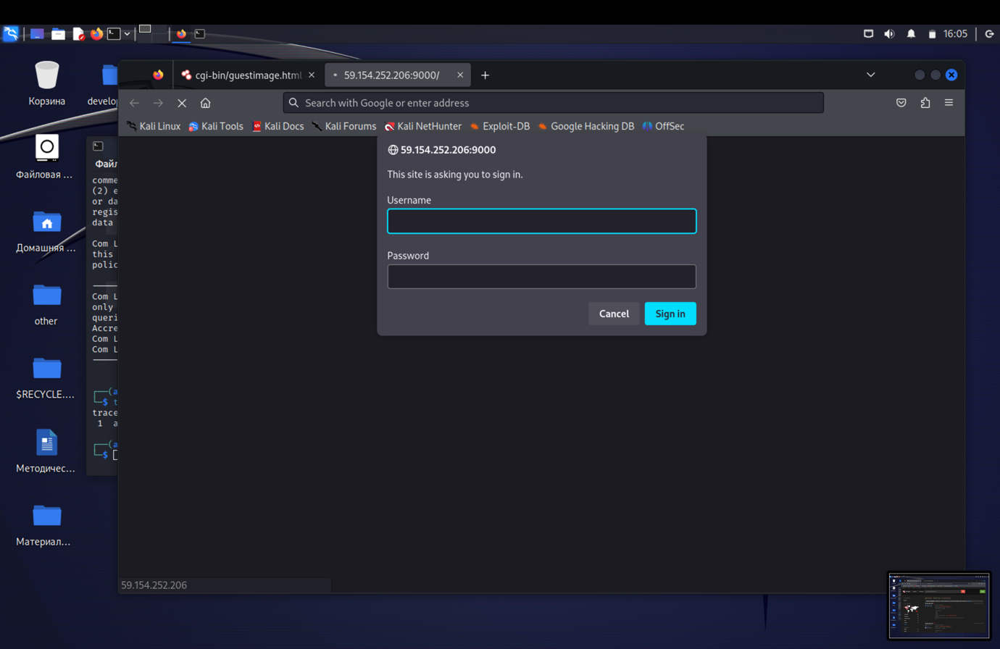 16:05
cgi-bin/guestimage.html
59.154.252.206:9000/
Search with Google or enter address
Kali Linux
Kali Tools
Kali Docs
Kali Forums
Kali NetHunter
Exploit-DB
Google Hacking DB
OffSec
Корзина
develop
Файловая ...
Домашняя ...
other
$RECYCLE....
Методичес...
Материал...
Файл
comme
(2) e
or da
regis
data
Com L
this
polic
Com L
only
queri
Accre
Com L
Com L
(a
$ t
trace
1 a
(a
$
59.154.252.206:9000
This site is asking you to sign in.
Username
Password
Cancel
Sign in
59.154.252.206